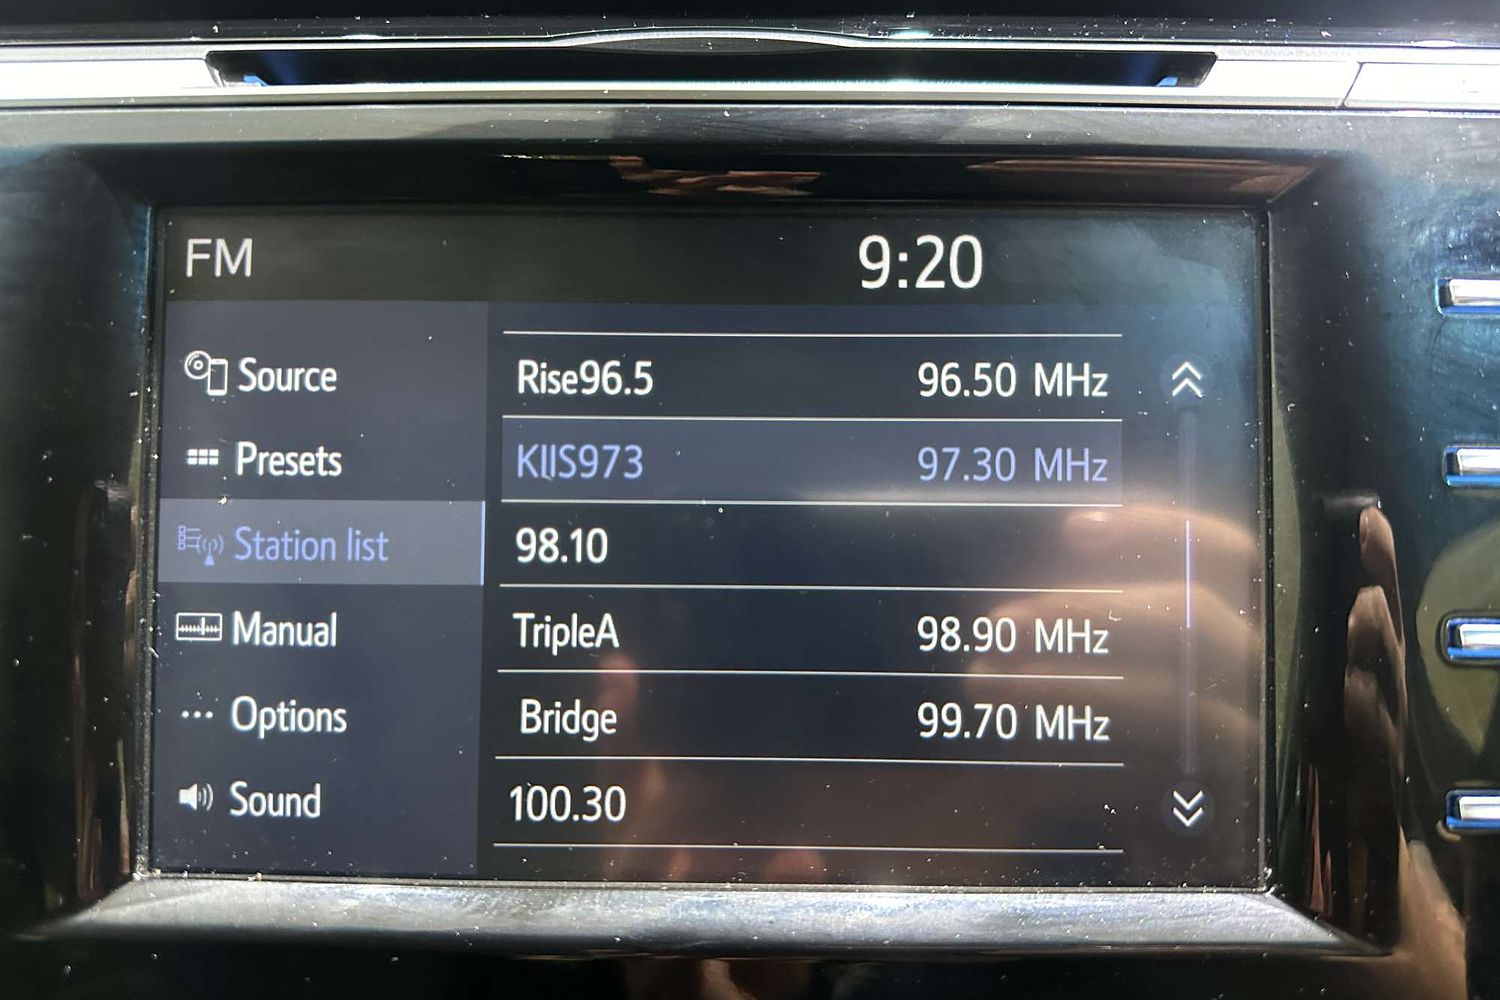 FM 9:20
Source
Presets
Station list
Manual
Options
Sound
Rise96.5 96.50 MHz
KIIS973 97.30 MHz
98.10
TripleA 98.90 MHz
Bridge 99.70 MHz
100.30